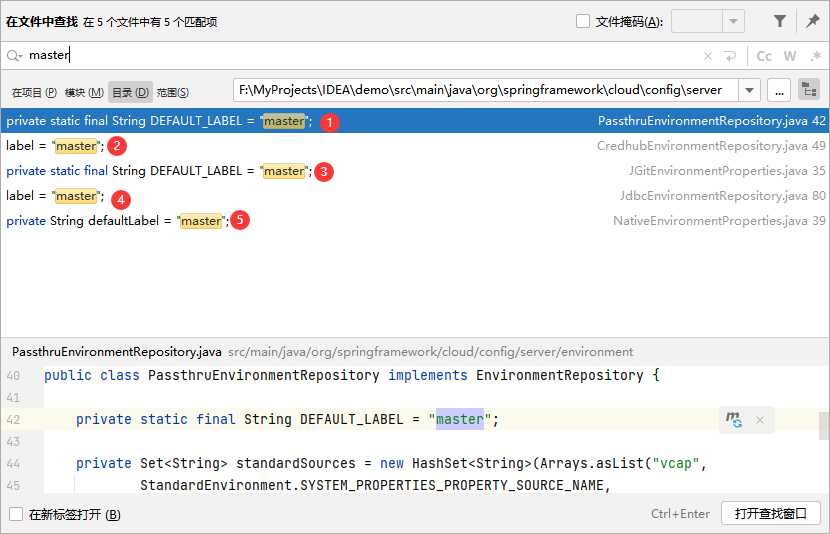 在文件中查找 在 5 个文件中有 5 个匹配项 文件掩码(A):
master Cc W .*
在项目 (P) 模块 (M) 目录 (D) 范围(S) F:\MyProjects\IDEA\demo\src\main\java\org\springframework\cloud\config\server ...
private static final String DEFAULT_LABEL = "master"; 1 PassthruEnvironmentRepository.java 42
label = "master"; 2 CredhubEnvironmentRepository.java 49
private static final String DEFAULT_LABEL = "master"; 3 JGitEnvironmentProperties.java 35
label = "master"; 4 JdbcEnvironmentRepository.java 80
private String defaultLabel = "master"; 5 NativeEnvironmentProperties.java 39
PassthruEnvironmentRepository.java src/main/java/org/springframework/cloud/config/server/environment
40 public class PassthruEnvironmentRepository implements EnvironmentRepository {
41
42 private static final String DEFAULT_LABEL = "master"; m
43
44 private Set<String> standardSources = new HashSet<String>(Arrays.asList("vcap",
45 StandardEnvironment.SYSTEM_PROPERTIES_PROPERTY_SOURCE_NAME,
在新标签打开 (B) Ctrl+Enter 打开查找窗口